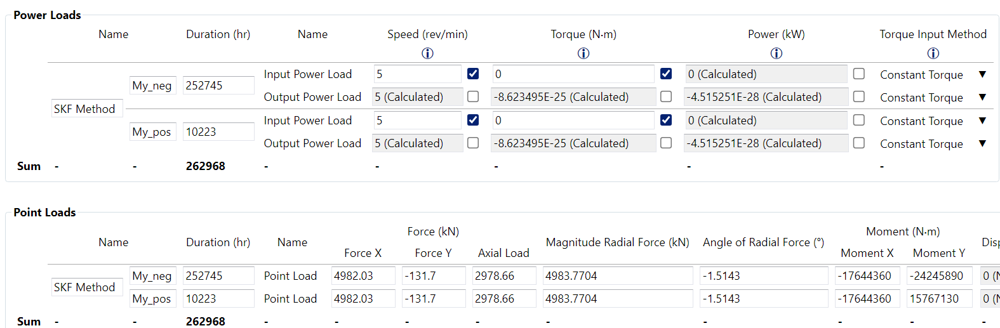 Power Loads
Name Duration (hr) Name Speed (rev/min) Torque (N·m) Power (kW) Torque Input Method
Input Power Load 5 0 0 (Calculated) Constant Torque
My_neg 252745
Output Power Load 5 (Calculated) -8.623495E-25 (Calculated) -4.515251E-28 (Calculated) Constant Torque
SKF Method
Input Power Load 5 0 0 (Calculated) Constant Torque
My_pos 10223
Output Power Load 5 (Calculated) -8.623495E-25 (Calculated) -4.515251E-28 (Calculated) Constant Torque
Sum - - 262968 - - - - -
Point Loads
Force (kN) Moment (N·m)
Name Duration (hr) Name Magnitude Radial Force (kN) Angle of Radial Force (°)
Force X Force Y Axial Load Moment X Moment Y
My_neg 252745 Point Load 4982.03 -131.7 2978.66 4983.7704 -1.5143 -17644360 -24245890 0
SKF Method
My_pos 10223 Point Load 4982.03 -131.7 2978.66 4983.7704 -1.5143 -17644360 15767130 0
Sum - - 262968 - - - - - - - - -